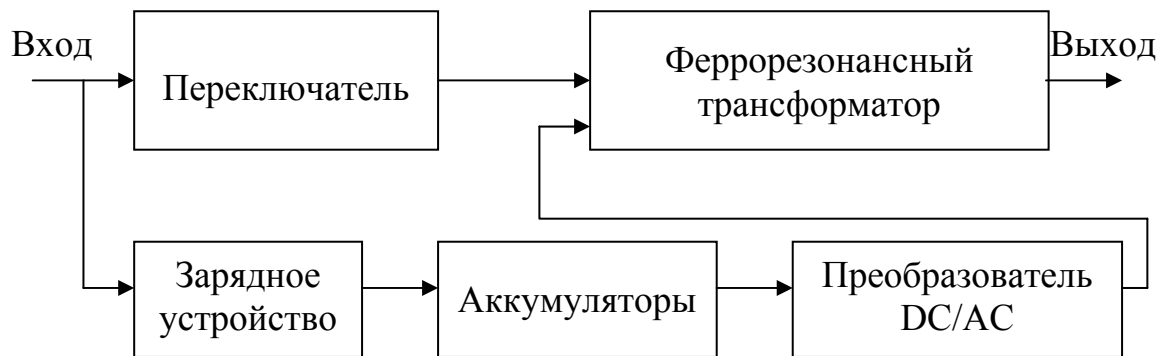 Вход
Переключатель
Феррорезонансный
трансформатор
Выход
Зарядное
устройство
Аккумуляторы
Преобразователь
DC/AC